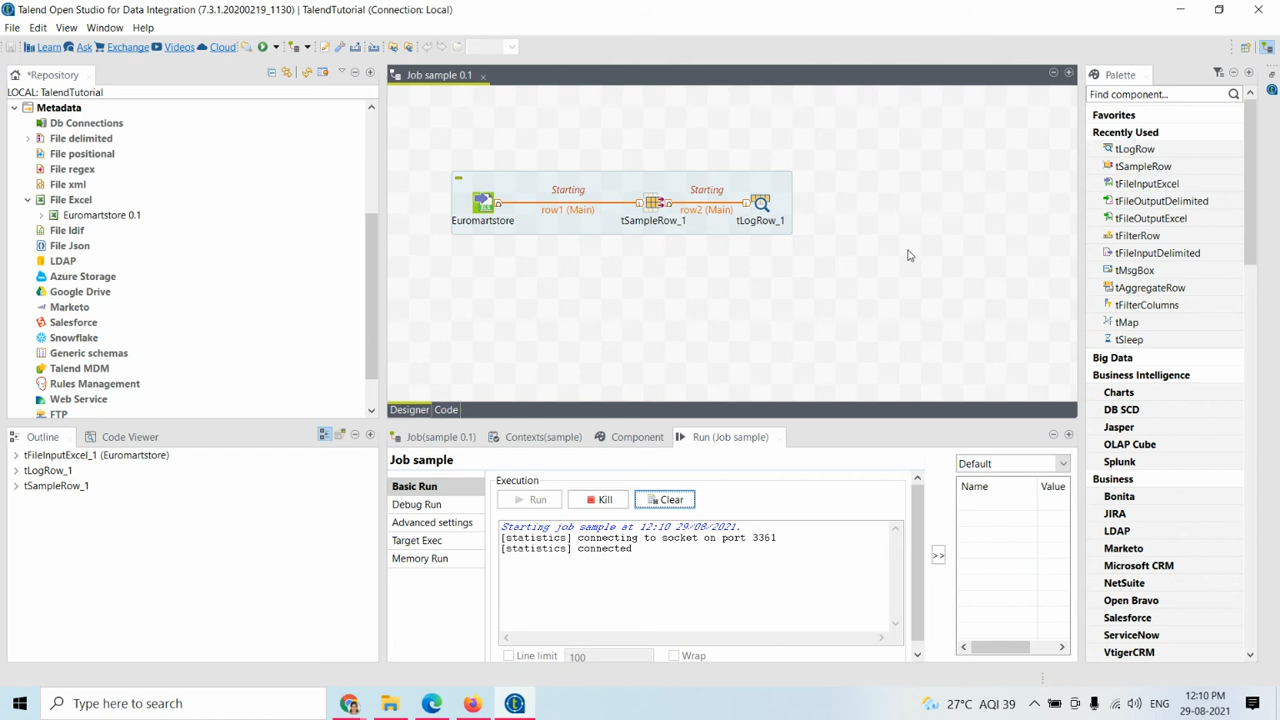 Talend Open Studio for Data Integration (7.3.1.20200219_1130) | TalendTutorial (Connection: Local)
File Edit View Window Help
Learn Ask Exchange Videos Cloud
*Repository
LOCAL: TalendTutorial
Metadata
Db Connections
File delimited
File positional
File regex
File xml
File Excel
Euromartstore 0.1
File ldif
File Json
LDAP
Azure Storage
Google Drive
Marketo
Salesforce
Snowflake
Generic schemas
Talend MDM
Rules Management
Web Service
FTP
Job sample 0.1
Starting
Starting
row1 (Main)
row2 (Main)
Euromartstore
tSampleRow_1
tLogRow_1
Designer Code
Palette
Find component...
Favorites
Recently Used
tLogRow
tSampleRow
tFileInputExcel
tFileOutputDelimited
tFileOutputExcel
tFilterRow
tFileInputDelimited
tMsgBox
tAggregateRow
tFilterColumns
tMap
tSleep
Big Data
Business Intelligence
Charts
DB SCD
Jasper
OLAP Cube
Splunk
Business
Bonita
JIRA
LDAP
Marketo
Microsoft CRM
NetSuite
Open Bravo
Salesforce
ServiceNow
VtigerCRM
Outline Code Viewer
tFileInputExcel_1 (Euromartstore)
tLogRow_1
tSampleRow_1
Job(sample 0.1) Contexts(sample) Component Run (Job sample)
Job sample
Basic Run
Debug Run
Advanced settings
Target Exec
Memory Run
Execution
Run Kill Clear
Starting job sample at 12:10 29/08/2021.
[statistics] connecting to socket on port 3361
[statistics] connected
Line limit 100 Wrap
>>
Default
Name Value
Type here to search
27°C AQI 39
ENG
12:10 PM
29-08-2021